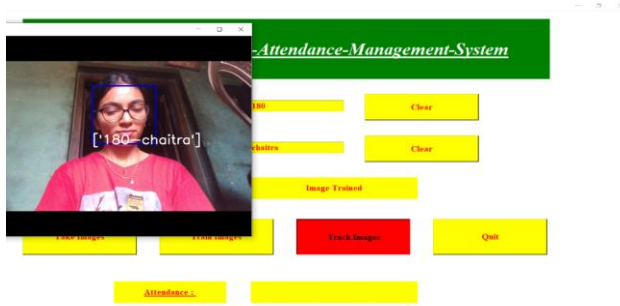 -Attendance-Management-System
180
Clear
['180 -chaitra']
chaitra
Clear
Image Trained
Take Images
Train Images
Track Images
Quit
Attendance :